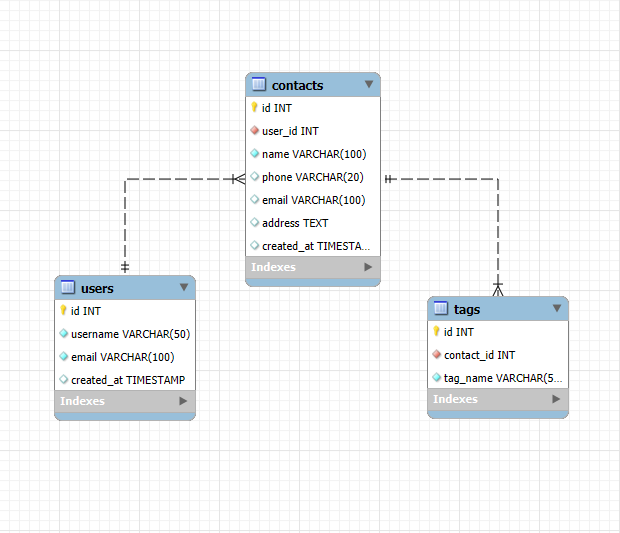 contacts
id INT
user_id INT
name VARCHAR(100)
phone VARCHAR(20)
email VARCHAR(100)
address TEXT
created_at TIMESTA...
Indexes
users
id INT
username VARCHAR(50)
email VARCHAR(100)
created_at TIMESTAMP
Indexes
tags
id INT
contact_id INT
tag_name VARCHAR(5...
Indexes